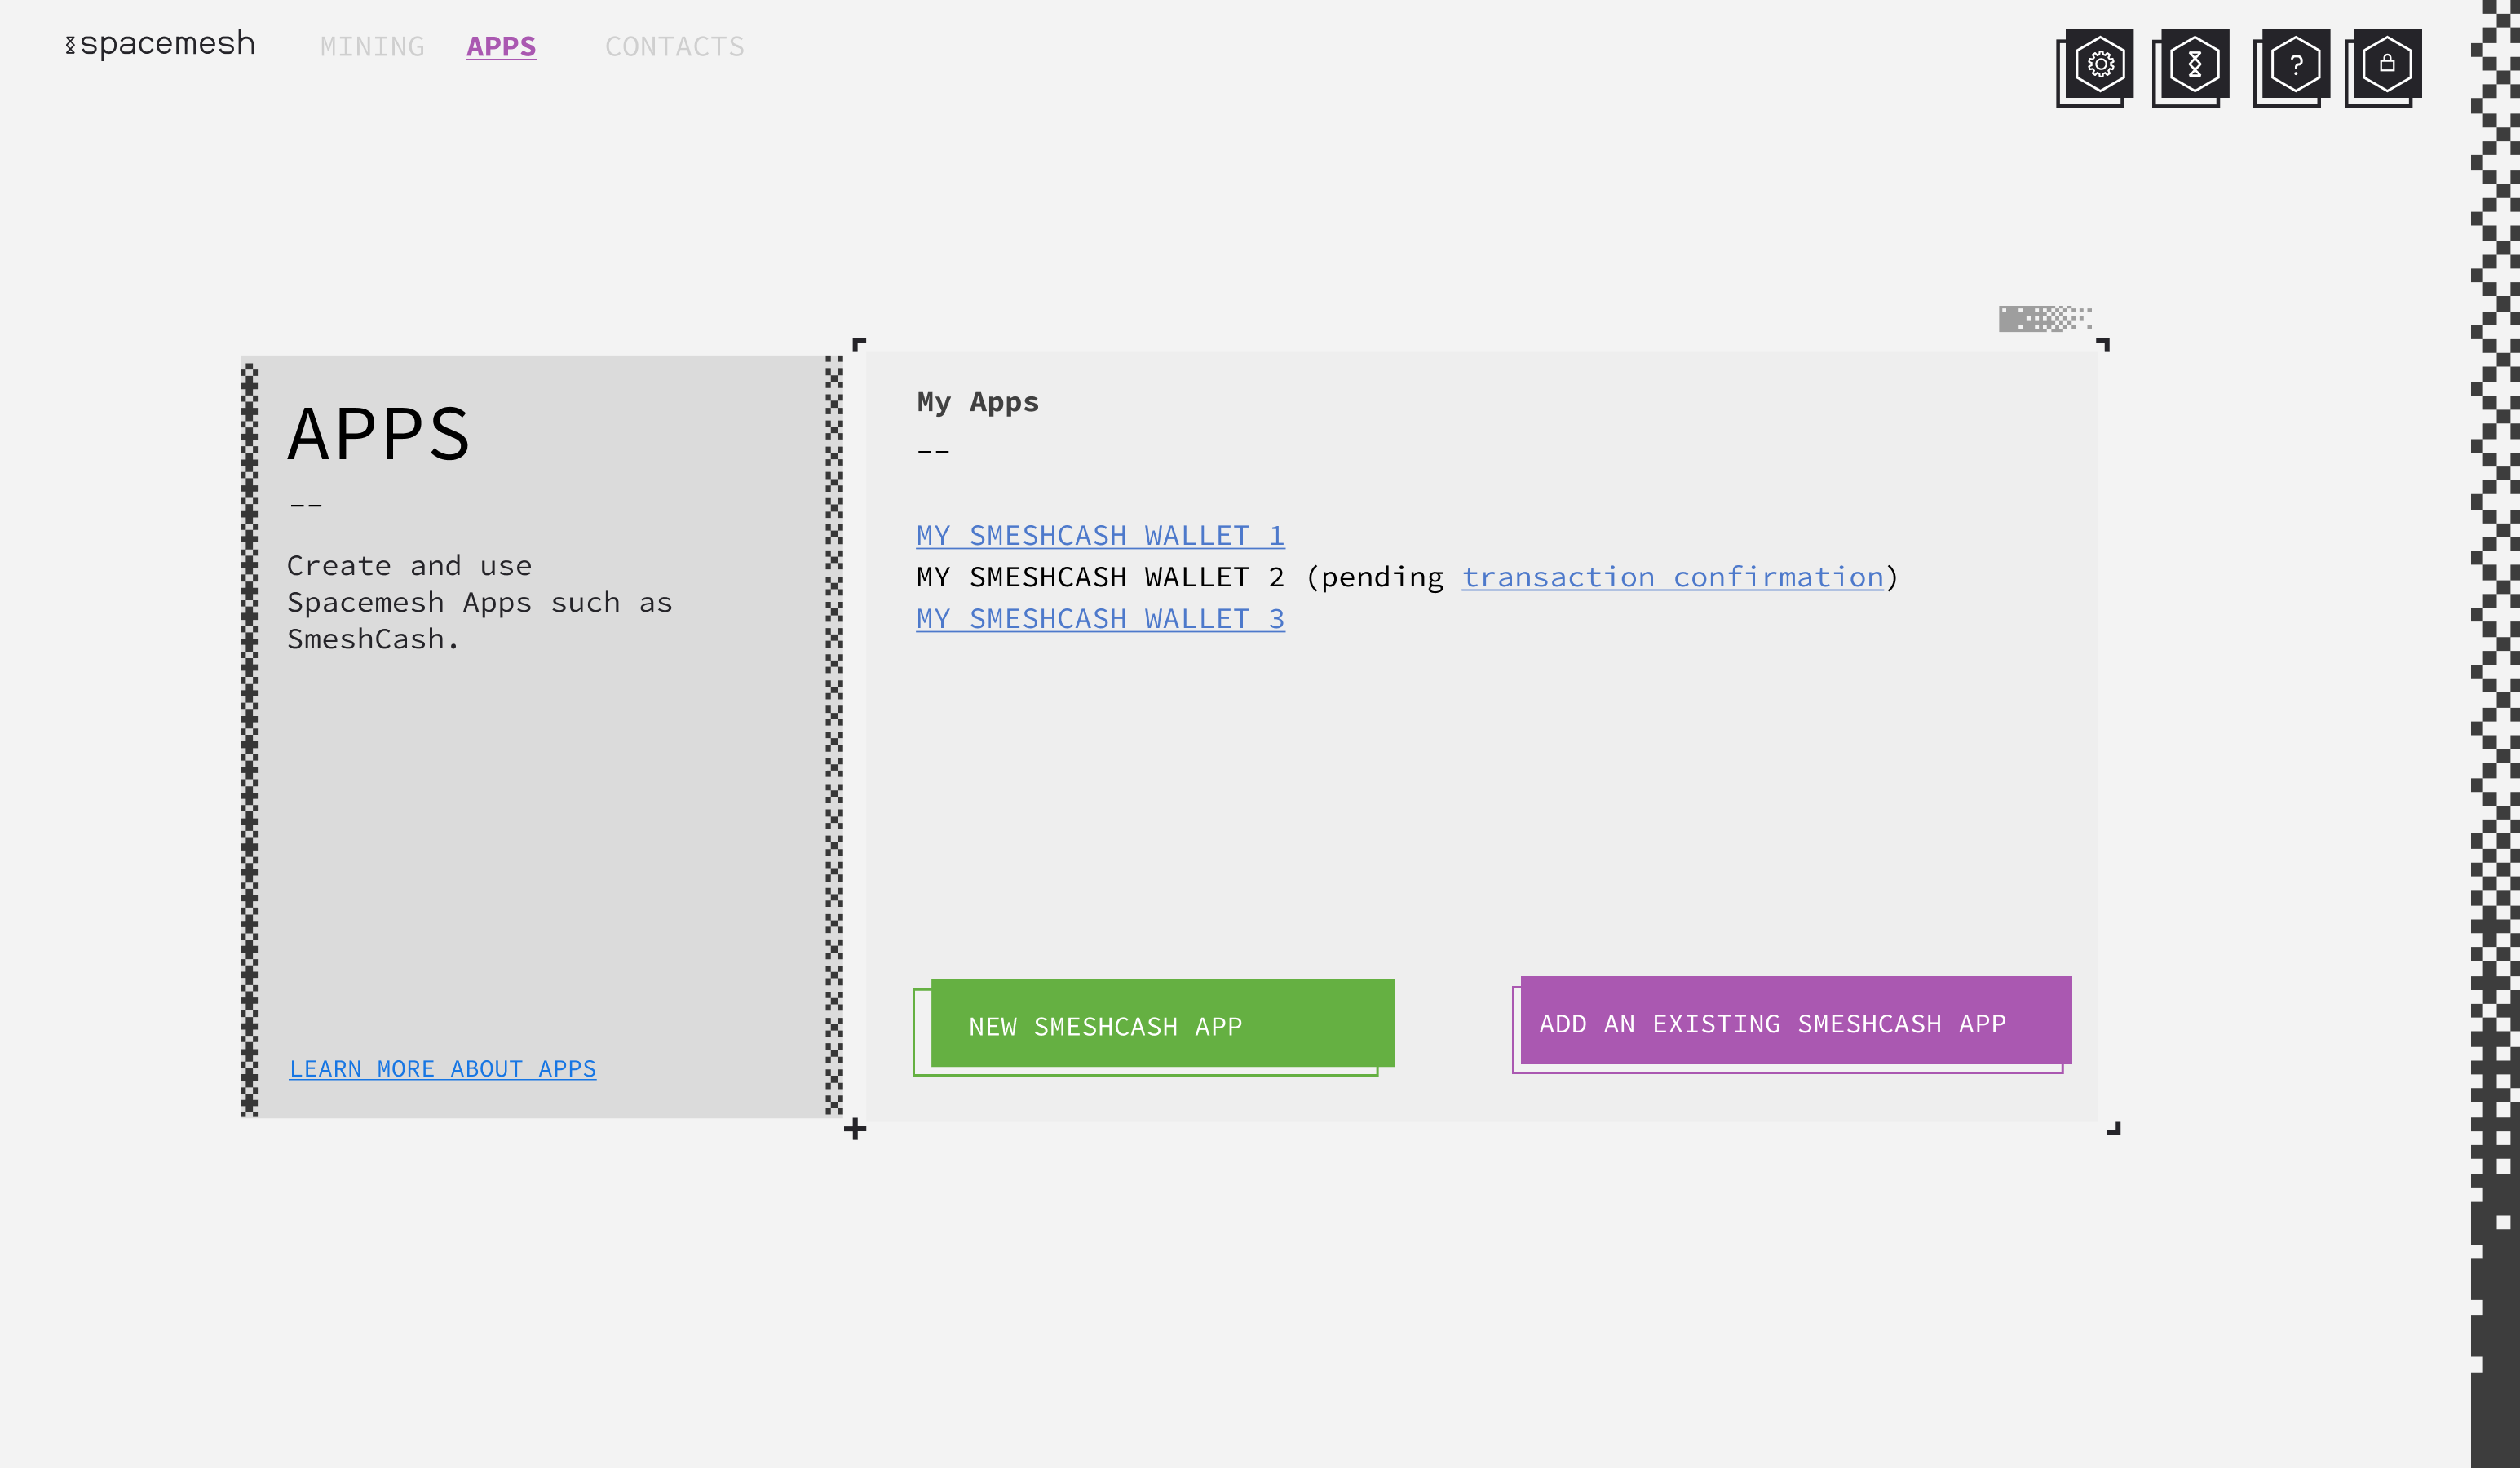 spacemesh MINING APPS CONTACTS
?
APPS
--
Create and use
Spacemesh Apps such as
SmeshCash.
LEARN MORE ABOUT APPS
My Apps
--
MY SMESHCASH WALLET 1
MY SMESHCASH WALLET 2 (pending transaction confirmation)
MY SMESHCASH WALLET 3
NEW SMESHCASH APP
ADD AN EXISTING SMESHCASH APP